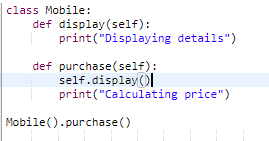 class Mobile:
    def display(self):
        print("Displaying details")

    def purchase(self):
        self.display()
        print("Calculating price")

Mobile().purchase()